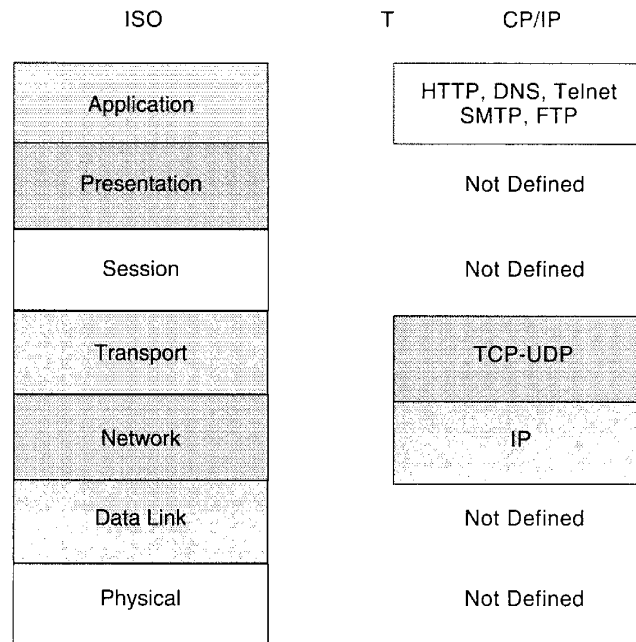 ISO
T CP/IP
Application
HTTP, DNS, Telnet
SMTP, FTP
Presentation
Not Defined
Session
Not Defined
Transport
TCP-UDP
Network
IP
Data Link
Not Defined
Physical
Not Defined